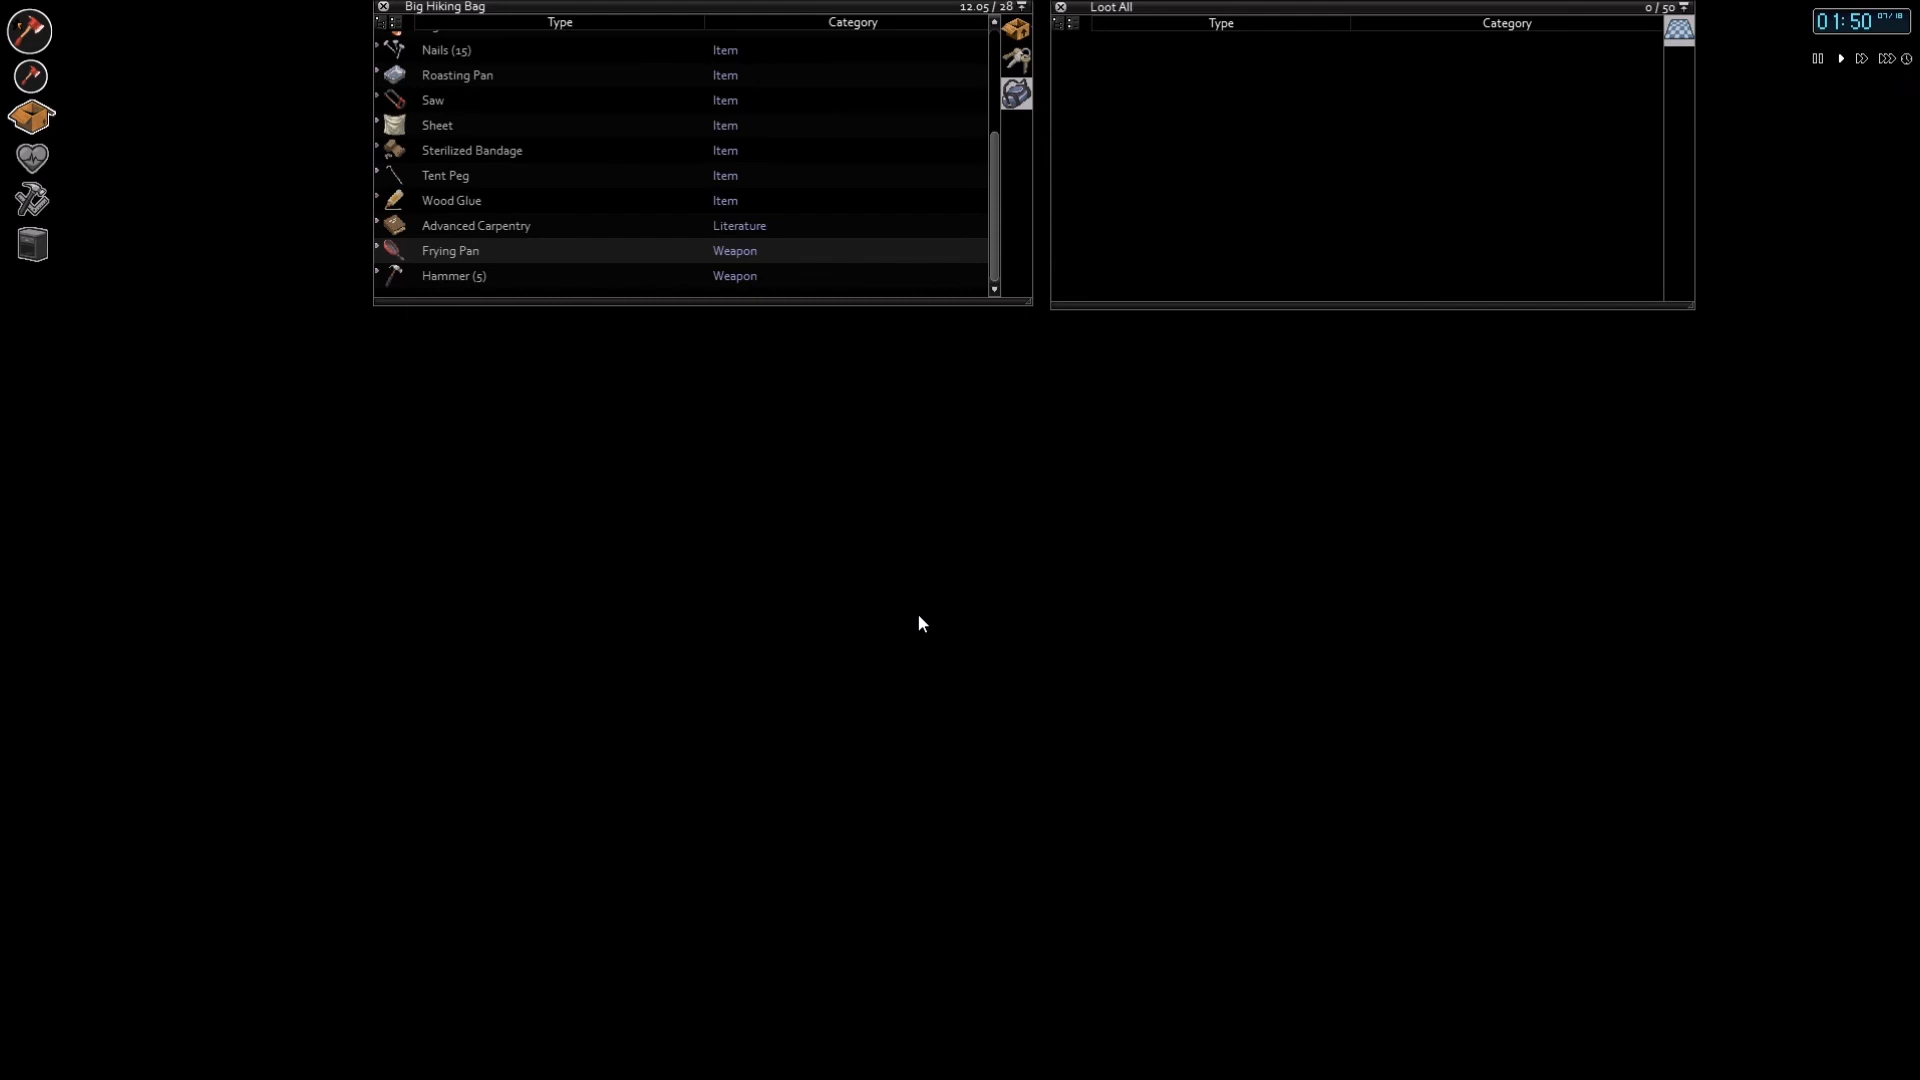 Big Hiking Bag 12.05 / 28
Type Category
Nails (15) Item
Roasting Pan Item
Saw Item
Sheet Item
Sterilized Bandage Item
Tent Peg Item
Wood Glue Item
Advanced Carpentry Literature
Frying Pan Weapon
Hammer (5) Weapon
Loot All 0 / 50
Type Category
01:50 07/18